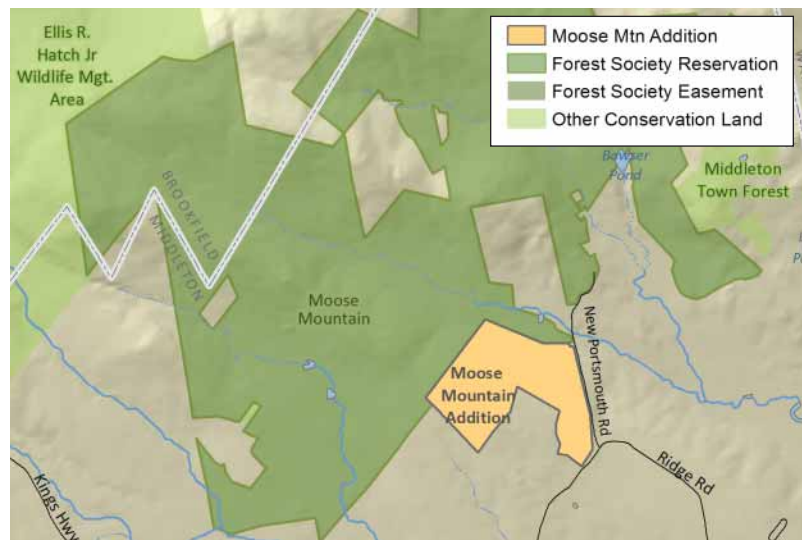 Ellis R.
Hatch Jr
Wildlife Mgt.
Area
Moose Mtn Addition
Forest Society Reservation
Forest Society Easement
Other Conservation Land
Bowser
Pond
Middleton
Town Forest
BROOKFIELD
MIDDLETON
Moose
Mountain
New Portsmouth Rd
Moose
Mountain
Addition
Ridge Rd
Kings Hwy